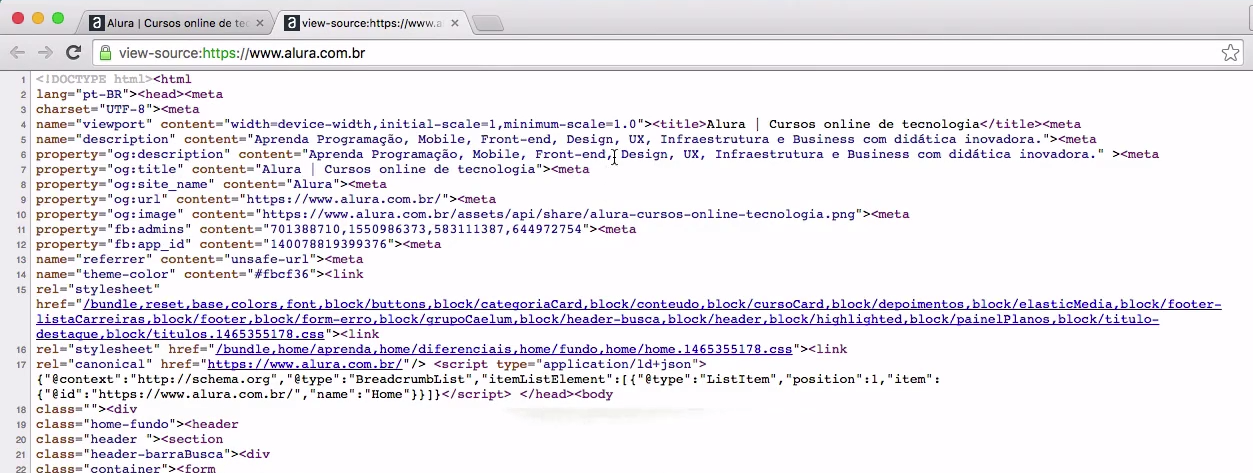 Alura | Cursos online de tec
view-source:https://www.a
view-source:https://www.alura.com.br
1 <!DOCTYPE html><html
2 lang="pt-BR"><head><meta
3 charset="UTF-8"><meta
4 name="viewport" content="width=device-width,initial-scale=1,minimum-scale=1.0"><title>Alura | Cursos online de tecnologia</title><meta
5 name="description" content="Aprenda Programação, Mobile, Front-end, Design, UX, Infraestrutura e Business com didática inovadora."><meta
6 property="og:description" content="Aprenda Programação, Mobile, Front-end, Design, UX, Infraestrutura e Business com didática inovadora." ><meta
7 property="og:title" content="Alura | Cursos online de tecnologia"><meta
8 property="og:site_name" content="Alura"><meta
9 property="og:url" content="https://www.alura.com.br/"><meta
10 property="og:image" content="https://www.alura.com.br/assets/api/share/alura-cursos-online-tecnologia.png"><meta
11 property="fb:admins" content="701388710,1550986373,583111387,644972754"><meta
12 property="fb:app_id" content="140078819399376"><meta
13 name="referrer" content="unsafe-url"><meta
14 name="theme-color" content="#fbcf36"><link
15 rel="stylesheet"
href="/bundle,reset,base,colors,font,block/buttons,block/categoriaCard,block/conteudo,block/cursoCard,block/depoimentos,block/elasticMedia,block/footer-
listaCarreiras,block/footer,block/form-erro,block/grupoCaelum,block/header-busca,block/header,block/highlighted,block/painelPlanos,block/titulo-
destaque,block/titulos.1465355178.css"><link
16 rel="stylesheet" href="/bundle,home/aprenda,home/diferenciais,home/fundo,home/home.1465355178.css"><link
17 rel="canonical" href="https://www.alura.com.br/"/> <script type="application/ld+json">
{"@context":"http://schema.org","@type":"BreadcrumbList","itemListElement":[{"@type":"ListItem","position":1,"item":
{"@id":"https://www.alura.com.br/","name":"Home"}}]}</script> </head><body
18 class=""><div
19 class="home-fundo"><header
20 class="header "><section
21 class="header-barraBusca"><div
22 class="container"><form